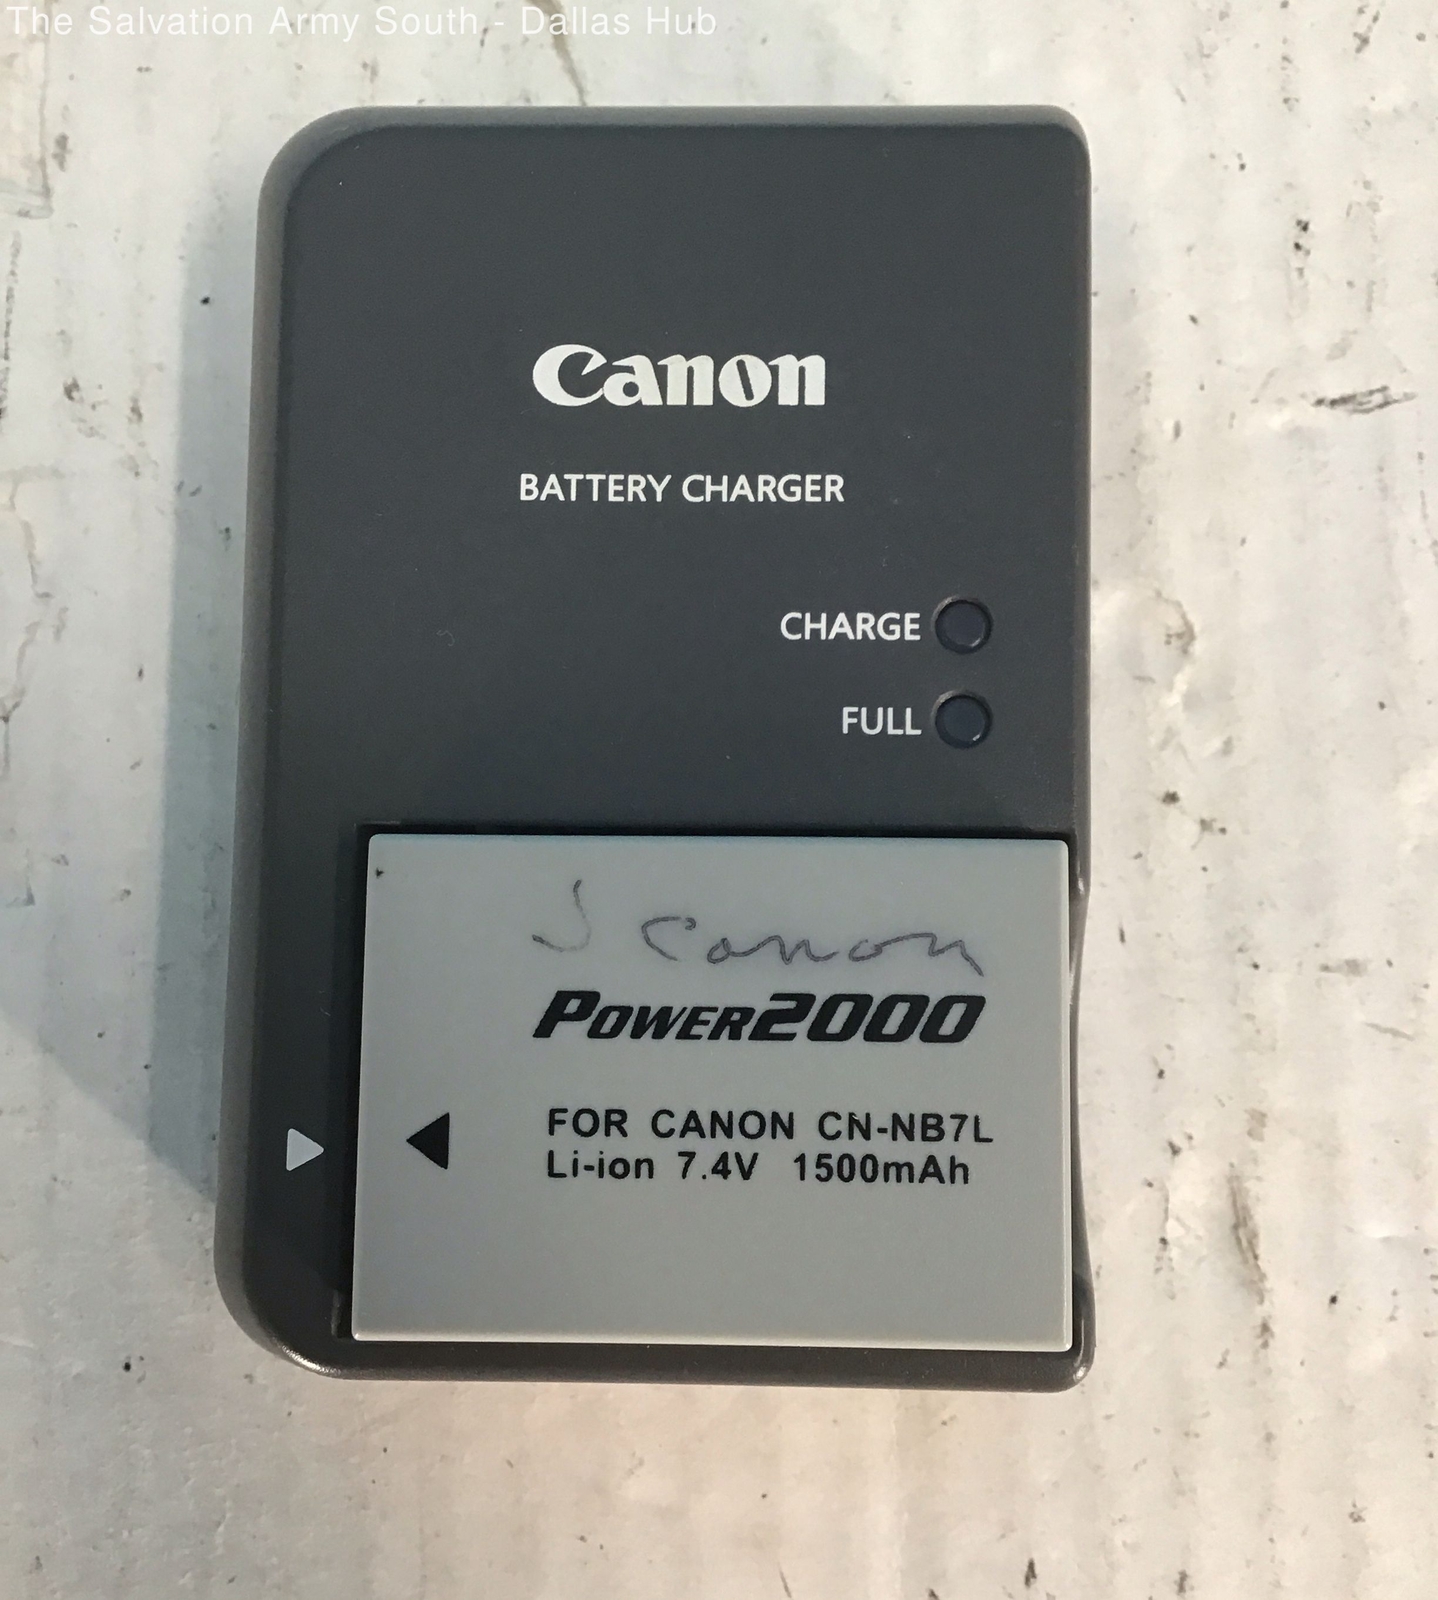 The Salvation Army South - Dallas Hub
Canon
BATTERY CHARGER
CHARGE
FULL
J Canon
POWER2000
FOR CANON CN-NB7L
Li-ion 7.4V 1500mAh